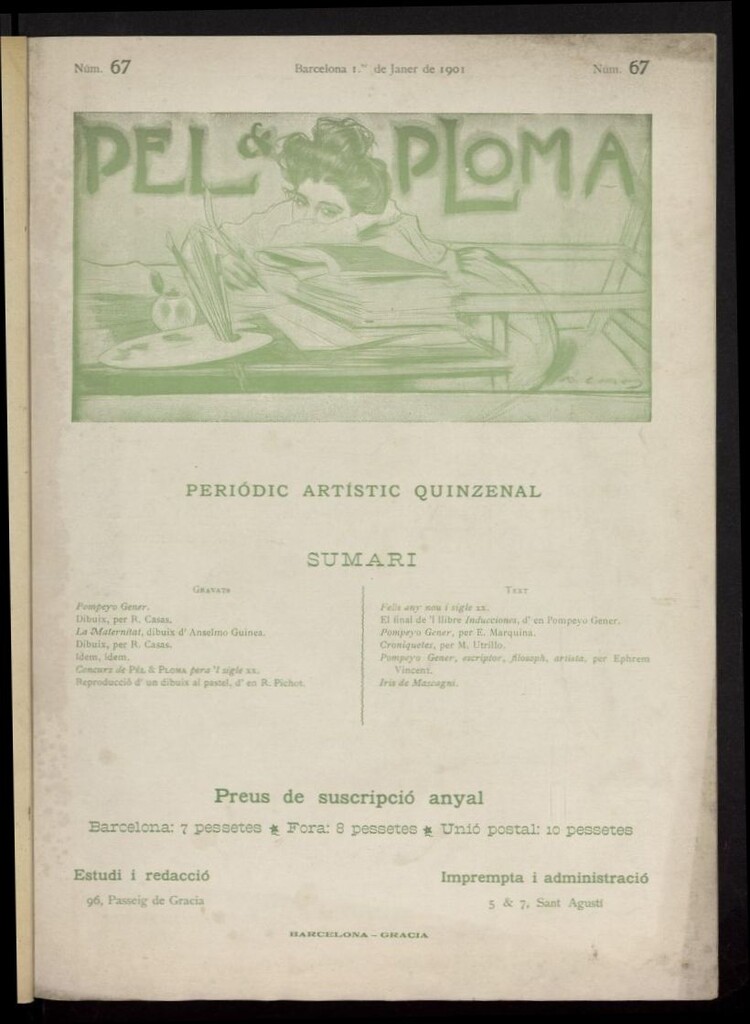 Núm. 67
Barcelona 1.er de Janer de 1901
Núm. 67
PEL & PLOMA
PERIÓDIC ARTÍSTIC QUINZENAL
SUMARI
GRAVATS
Pompeyo Gener.
Dibuix, per R. Casas.
La Maternitat, dibuix d' Anselmo Guinea.
Dibuix, per R. Casas.
Idem, idem.
Concurs de PÈL & PLOMA pera 'l sigle XX.
Reproducció d' un dibuix al pastel, d' en R. Pichot.
TEXT
Felis any nou i sigle XX.
El final de 'l llibre Induccions, d' en Pompeyo Gener.
Pompeyo Gener, per E. Marquina.
Croniquetes, per M. Utrillo.
Pompeyo Gener, escriptor, filosoph, artista, per Ephrem
Vincent.
Iris de Mascagni.
Preus de suscripció anyal
Barcelona: 7 pessetes * Fora: 8 pessetes * Unió postal: 10 pessetes
Estudi i redacció
96, Passeig de Gracia
Imprempta i administració
5 & 7, Sant Agustí
BARCELONA - GRACIA